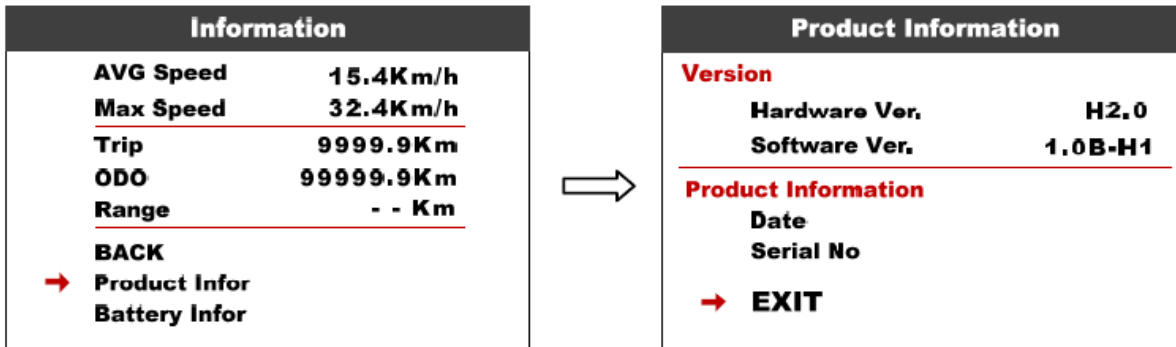 Information
AVG Speed 15.4Km/h
Max Speed 32.4Km/h
Trip 9999.9Km
ODO 99999.9Km
Range - - Km
BACK
Product Infor
Battery Infor
Product Information
Version
Hardware Ver. H2.0
Software Ver. 1.0B-H1
Product Information
Date
Serial No
EXIT